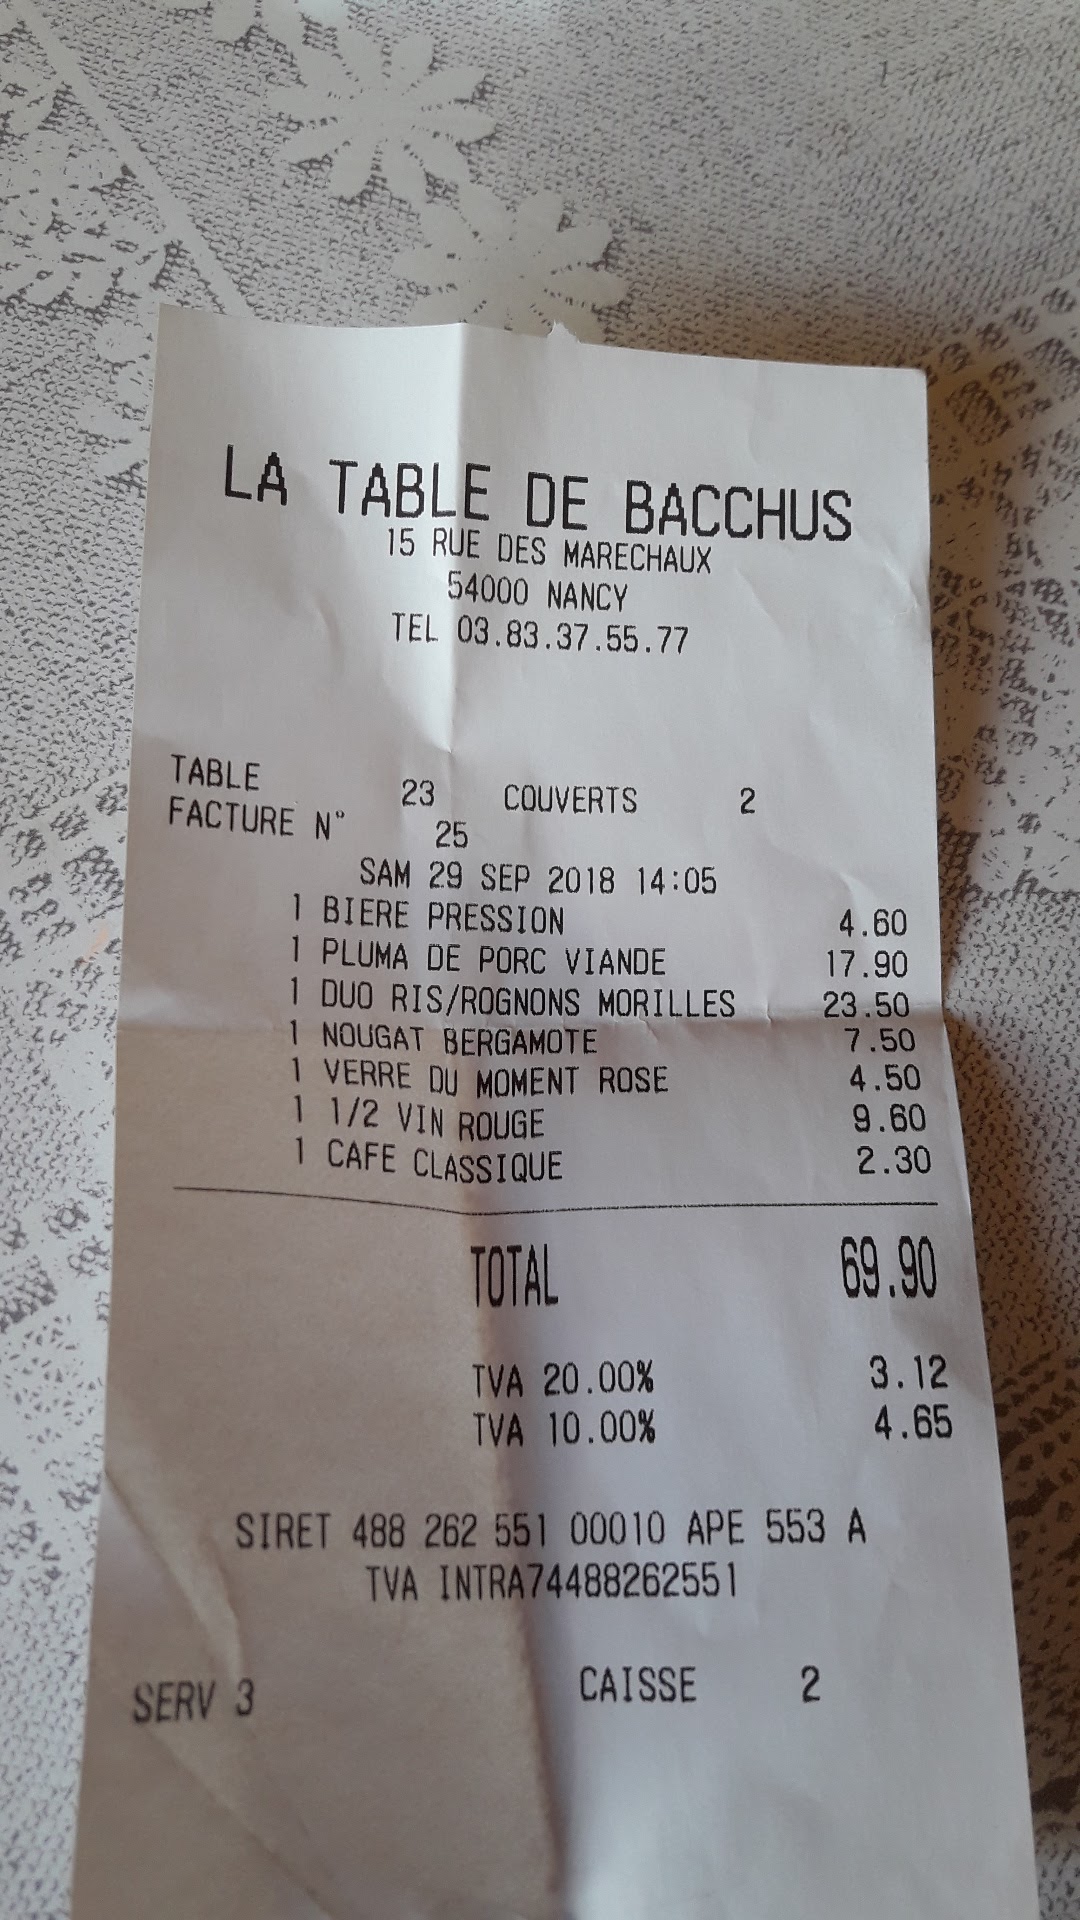 LA TABLE DE BACCHUS
15 RUE DES MARECHAUX
54000 NANCY
TEL 03.83.37.55.77
TABLE 23 COUVERTS 2
FACTURE N° 25
SAM 29 SEP 2018 14:05
1 BIERE PRESSION 4.60
1 PLUMA DE PORC VIANDE 17.90
1 DUO RIS/ROGNONS MORILLES 23.50
1 NOUGAT BERGAMOTE 7.50
1 VERRE DU MOMENT ROSE 4.50
1 1/2 VIN ROUGE 9.60
1 CAFE CLASSIQUE 2.30
TOTAL 69.90
TVA 20.00% 3.12
TVA 10.00% 4.65
SIRET 488 262 551 00010 APE 553 A
TVA INTRA74488262551
SERV 3 CAISSE 2